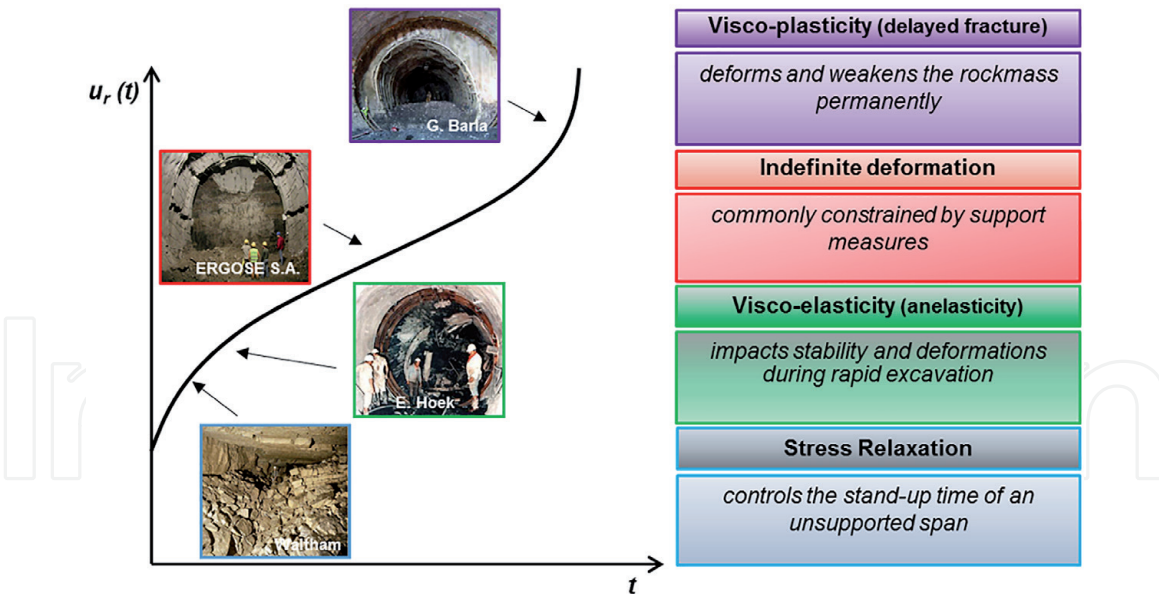 u_r (t)
G. Barla
ERGOSE S.A.
E. Hoek
Waltham
t
Visco-plasticity (delayed fracture)
deforms and weakens the rockmass
permanently
Indefinite deformation
commonly constrained by support
measures
Visco-elasticity (anelasticity)
impacts stability and deformations
during rapid excavation
Stress Relaxation
controls the stand-up time of an
unsupported span